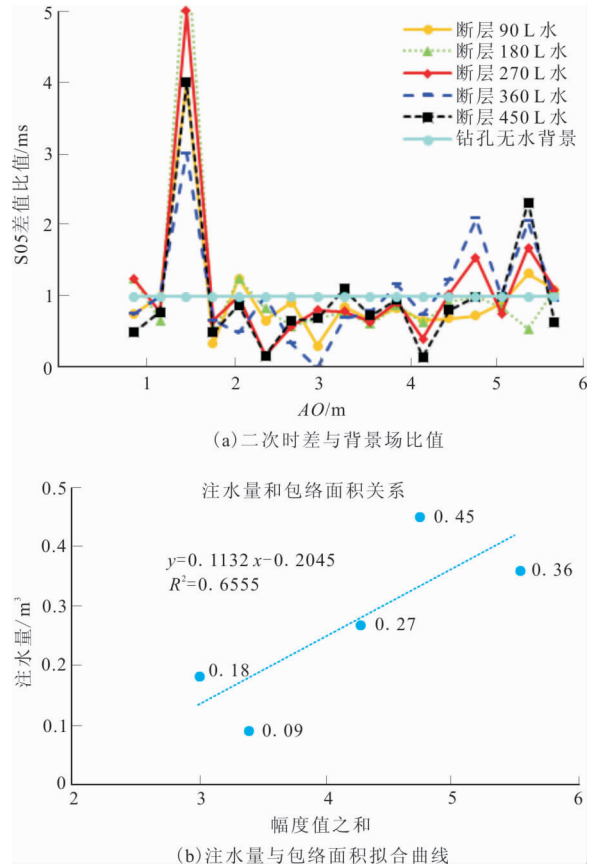 5
4
3
2
1
0
S05差值比值/ms
断层 90 L 水
断层 180 L 水
断层 270 L 水
断层 360 L 水
断层 450 L 水
钻孔无水背景
1 2 3 4 5 6
AO/m
(a)二次时差与背景场比值
注水量和包络面积关系
0.5
0.4
0.3
0.2
0.1
0
注水量/m³
y=0.1132 x-0.2045
R²=0.6555
0.45
0.36
0.27
0.18
0.09
2 3 4 5 6
幅度值之和
(b)注水量与包络面积拟合曲线